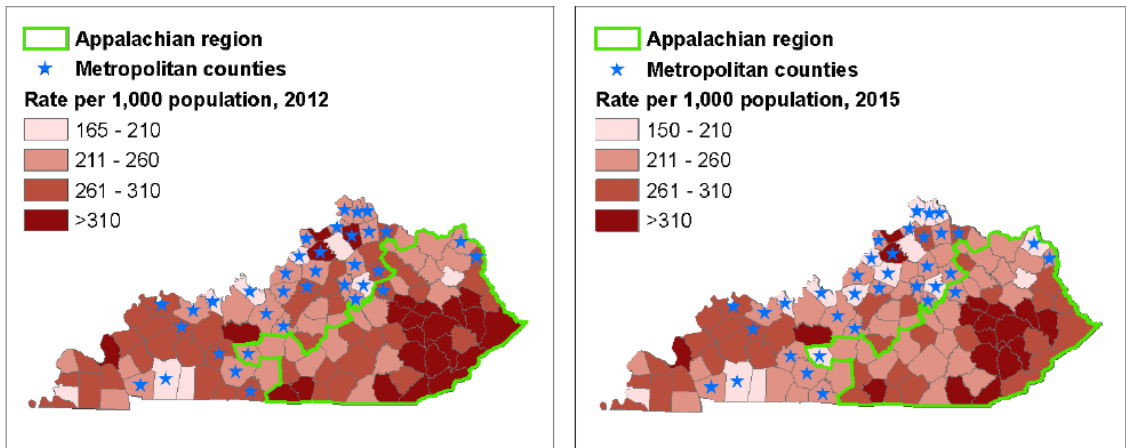 Appalachian region
Metropolitan counties
Rate per 1,000 population, 2012
165 - 210
211 - 260
261 - 310
>310
Appalachian region
Metropolitan counties
Rate per 1,000 population, 2015
150 - 210
211 - 260
261 - 310
>310